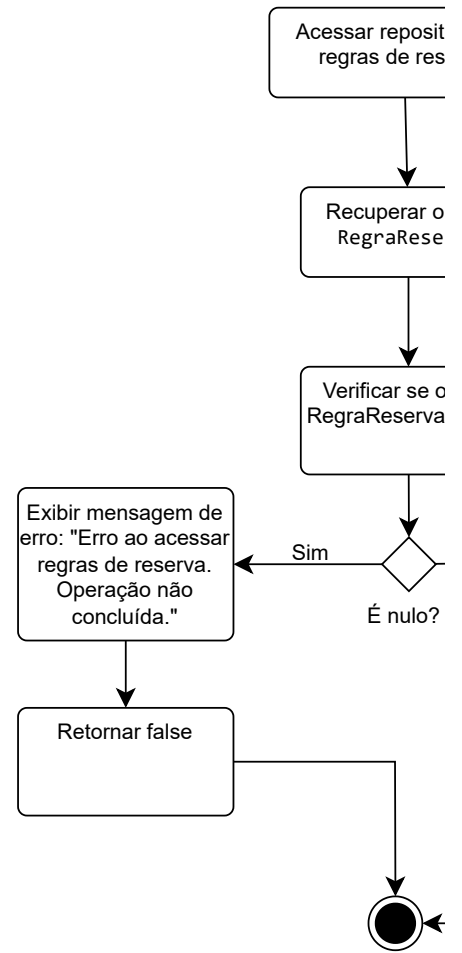 Acessar reposit
regras de res
Recuperar o
RegraRese
Verificar se o
RegraReserva
Exibir mensagem de
erro: "Erro ao acessar
regras de reserva.
Operação não
concluída."
Sim
É nulo?
Retornar false